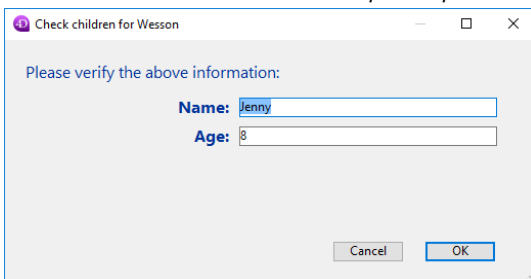 Check children for Wesson
Please verify the above information:
Name: Jenny
Age: 8
Cancel OK